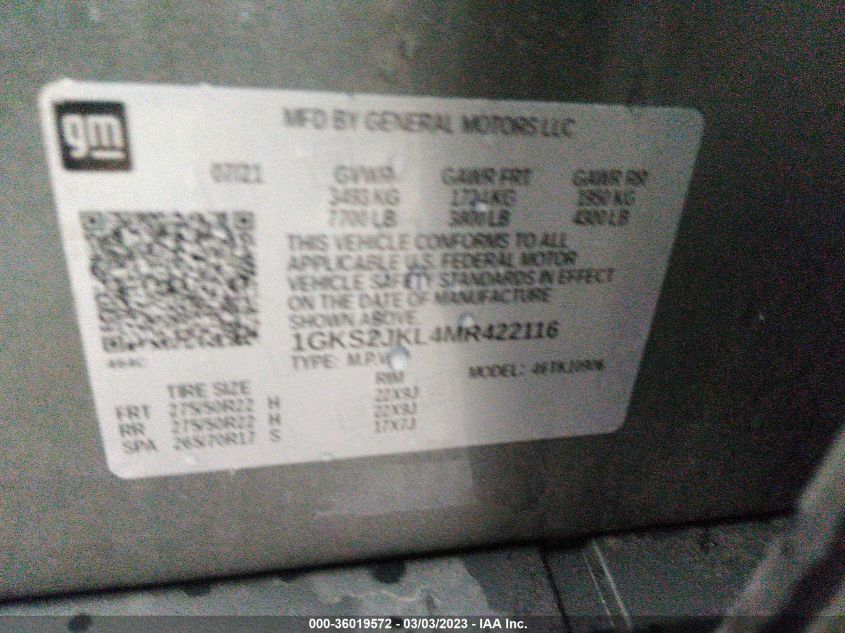 gm
MFD BY GENERAL MOTORS LLC
07/21 GVWR GAWR FRT GAWR RR
3493 KG 1724 KG 1950 KG
7700 LB 3800 LB 4300 LB
THIS VEHICLE CONFORMS TO ALL
APPLICABLE U.S. FEDERAL MOTOR
VEHICLE SAFETY STANDARDS IN EFFECT
ON THE DATE OF MANUFACTURE
SHOWN ABOVE.
1GKS2JKL4MR422116
TYPE: M.P.V. MODEL:
TIRE SIZE RIM
FRT 275/50R22 H 22X9J
RR 275/50R22 H 22X9J
SPA 265/70R17 S 17X7J
000-36019572 - 03/03/2023 - IAA Inc.